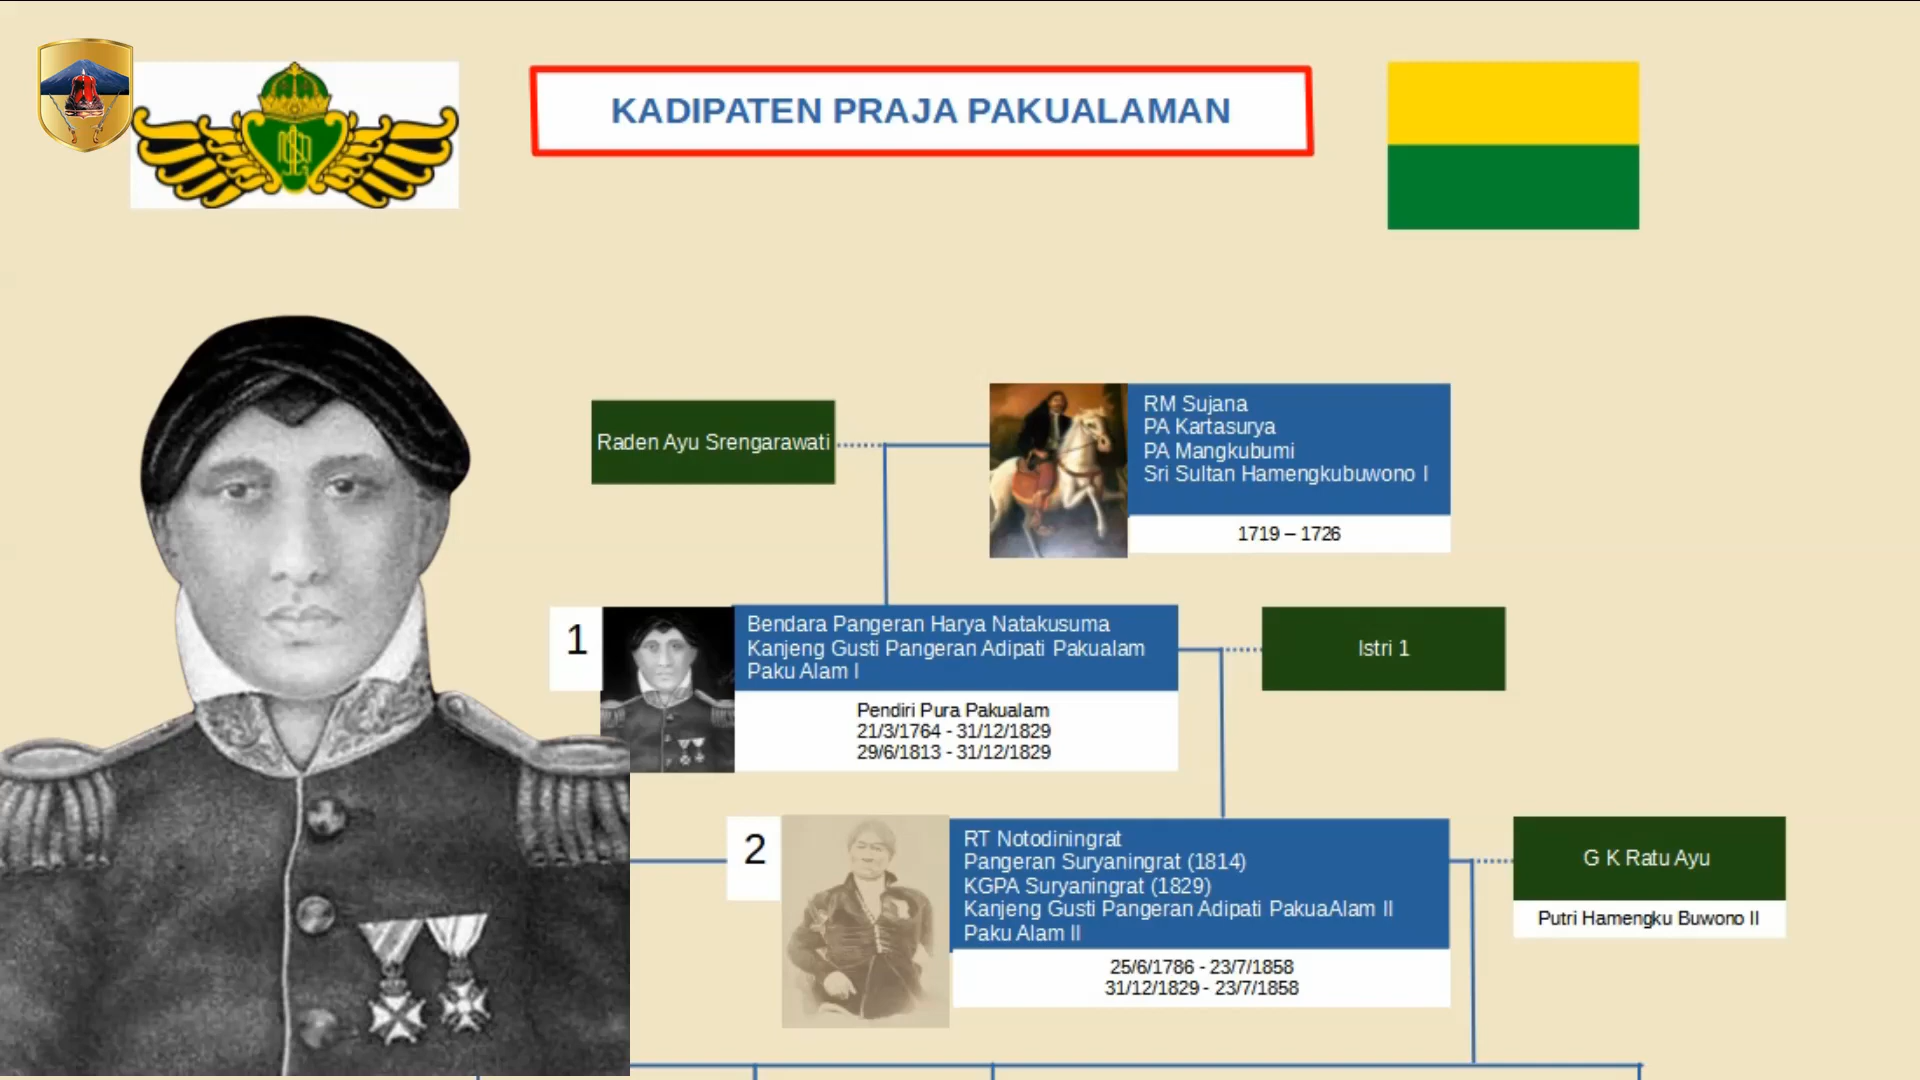 KADIPATEN PRAJA PAKUALAMAN
Raden Ayu Srengarawati
RM Sujana
PA Kartasurya
PA Mangkubumi
Sri Sultan Hamengkubuwono I
1719 – 1726
1
Bendara Pangeran Harya Natakusuma
Kanjeng Gusti Pangeran Adipati Pakualam
Paku Alam I
Pendiri Pura Pakualam
21/3/1764 - 31/12/1829
29/6/1813 - 31/12/1829
Istri 1
2
RT Notodiningrat
Pangeran Suryaningrat (1814)
KGPA Suryaningrat (1829)
Kanjeng Gusti Pangeran Adipati PakuaAlam II
Paku Alam II
25/6/1786 - 23/7/1858
31/12/1829 - 23/7/1858
G K Ratu Ayu
Putri Hamengku Buwono II